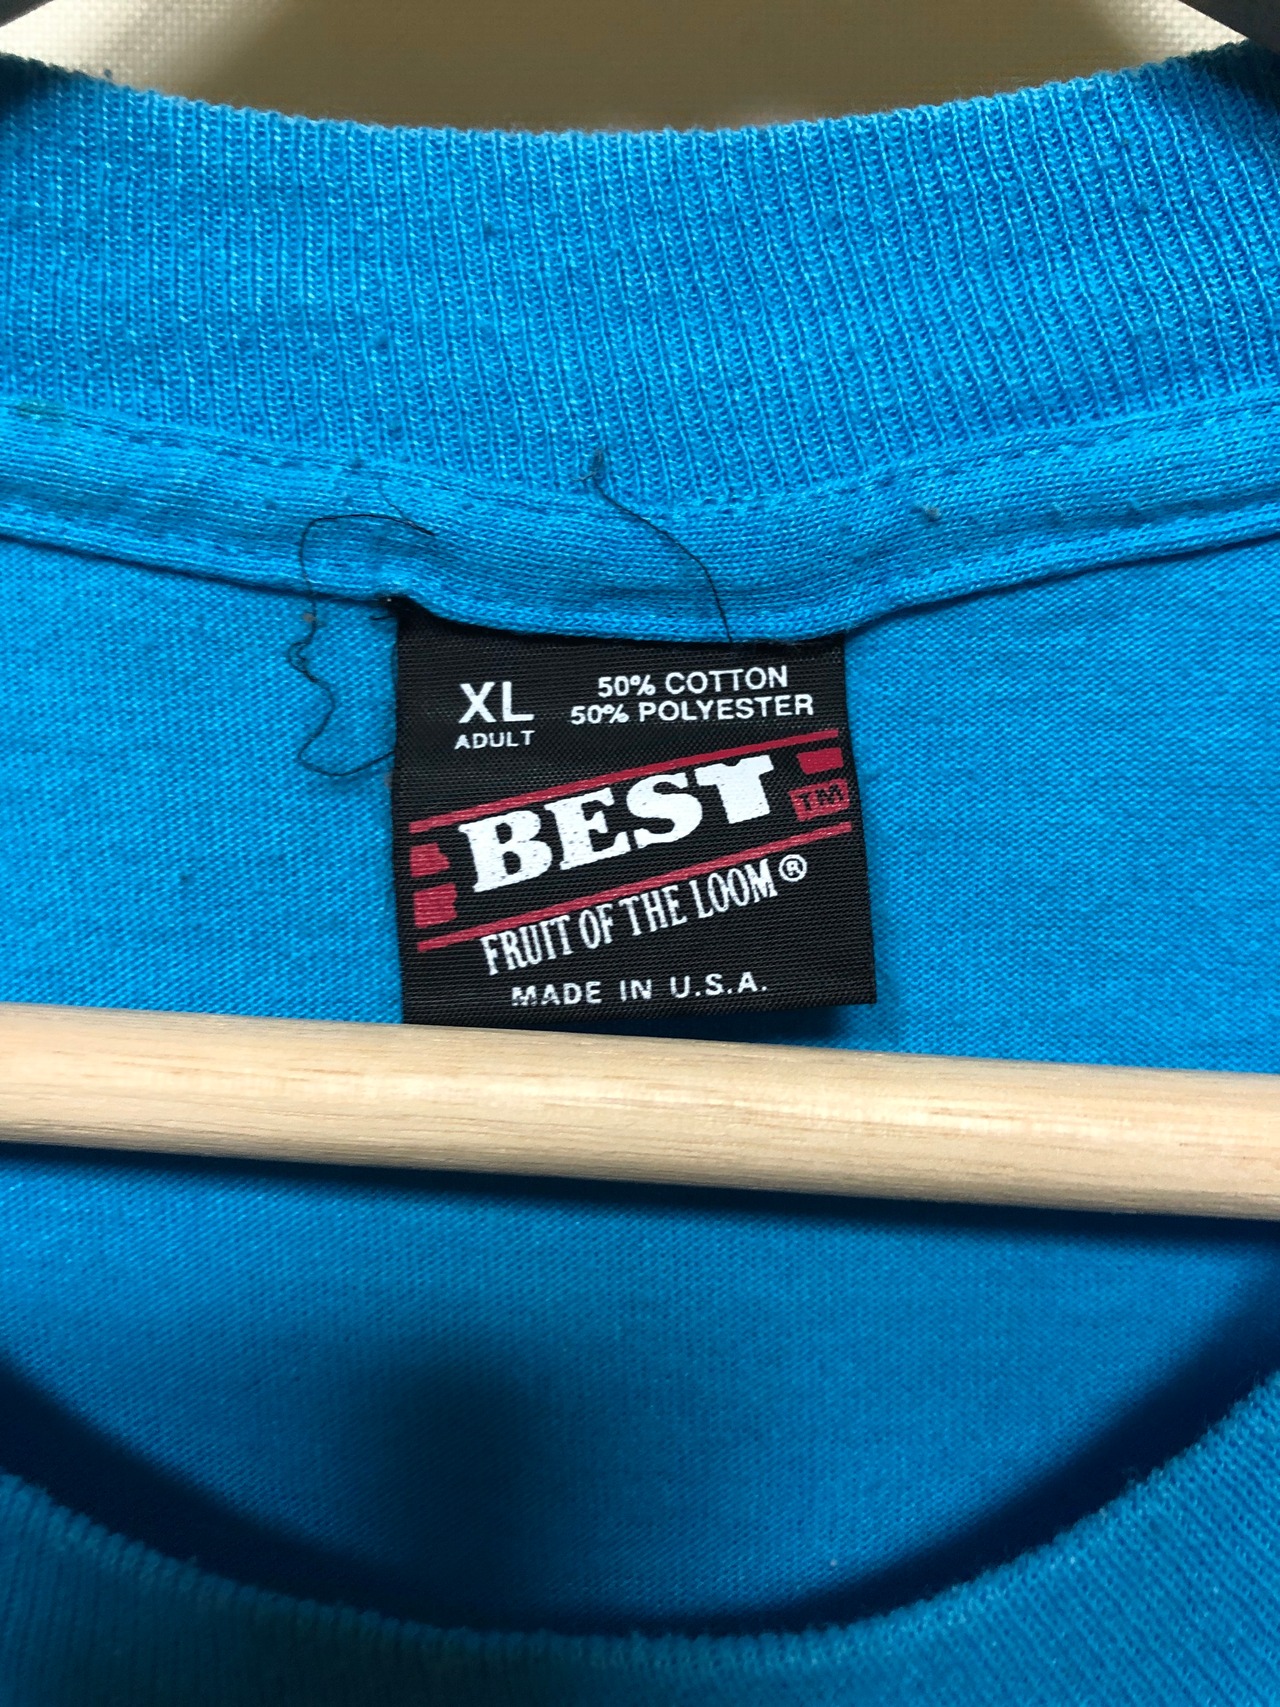 XL
ADULT
50% COTTON
50% POLYESTER
BEST
TM
FRUIT OF THE LOOM®
MADE IN U.S.A.